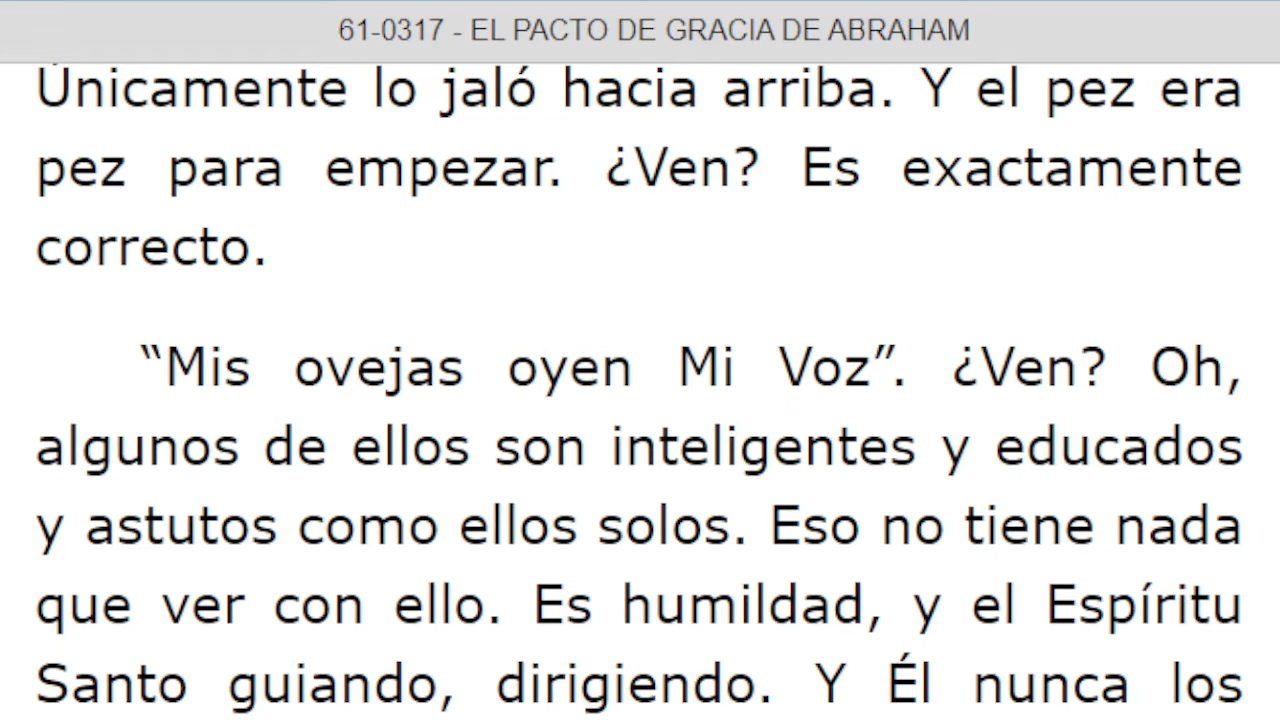 61-0317 - EL PACTO DE GRACIA DE ABRAHAM
Únicamente lo jaló hacia arriba. Y el pez era
pez para empezar. ¿Ven? Es exactamente
correcto.
“Mis ovejas oyen Mi Voz”. ¿Ven? Oh,
algunos de ellos son inteligentes y educados
y astutos como ellos solos. Eso no tiene nada
que ver con ello. Es humildad, y el Espíritu
Santo guiando, dirigiendo. Y Él nunca los